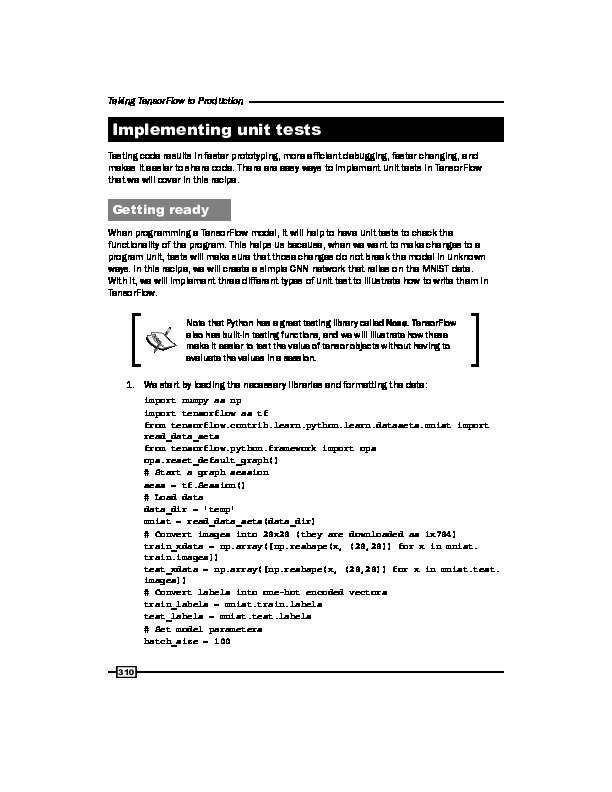 Taking TensorFlow to Production
Implementing unit tests
Testing code results in faster prototyping, more efficient debugging, faster changing, and
makes it easier to share code. There are easy ways to implement unit tests in TensorFlow
that we will cover in this recipe.
Getting ready
When programming a TensorFlow model, it will help to have unit tests to check the
functionality of the program. This helps us because, when we want to make changes to a
program unit, tests will make sure that those changes do not break the model in unknown
ways. In this recipe, we will create a simple CNN network that relies on the MNIST data.
With it, we will implement three different types of unit test to illustrate how to write them in
TensorFlow.
Note that Python has a great testing library called Nose. TensorFlow
also has built-in testing functions, and we will illustrate how these
make it easier to test the value of tensor objects without having to
evaluate the values in a session.
1. We start by loading the necessary libraries and formatting the data:
import numpy as np
import tensorflow as tf
from tensorflow.contrib.learn.python.learn.datasets.mnist import
read_data_sets
from tensorflow.python.framework import ops
ops.reset_default_graph()
# Start a graph session
sess = tf.Session()
# Load data
data_dir = 'temp'
mnist = read_data_sets(data_dir)
# Convert images into 28x28 (they are downloaded as 1x784)
train_xdata = np.array([np.reshape(x, (28,28)) for x in mnist.
train.images])
test_xdata = np.array([np.reshape(x, (28,28)) for x in mnist.test.
images])
# Convert labels into one-hot encoded vectors
train_labels = mnist.train.labels
test_labels = mnist.test.labels
# Set model parameters
batch_size = 100
310